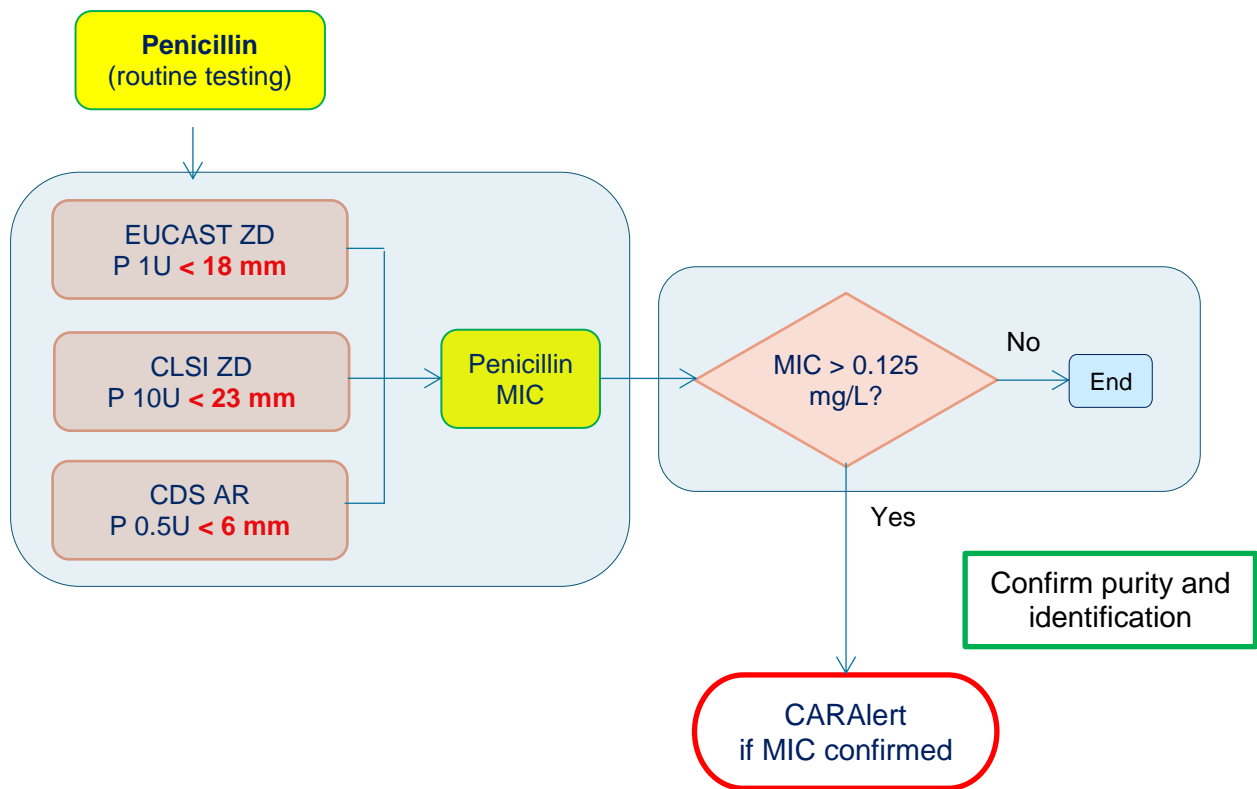 Penicillin
(routine testing)
EUCAST ZD
P 1U < 18 mm
CLSI ZD
P 10U < 23 mm
CDS AR
P 0.5U < 6 mm
Penicillin
MIC
MIC > 0.125
mg/L?
No
End
Yes
Confirm purity and
identification
CARAlert
if MIC confirmed